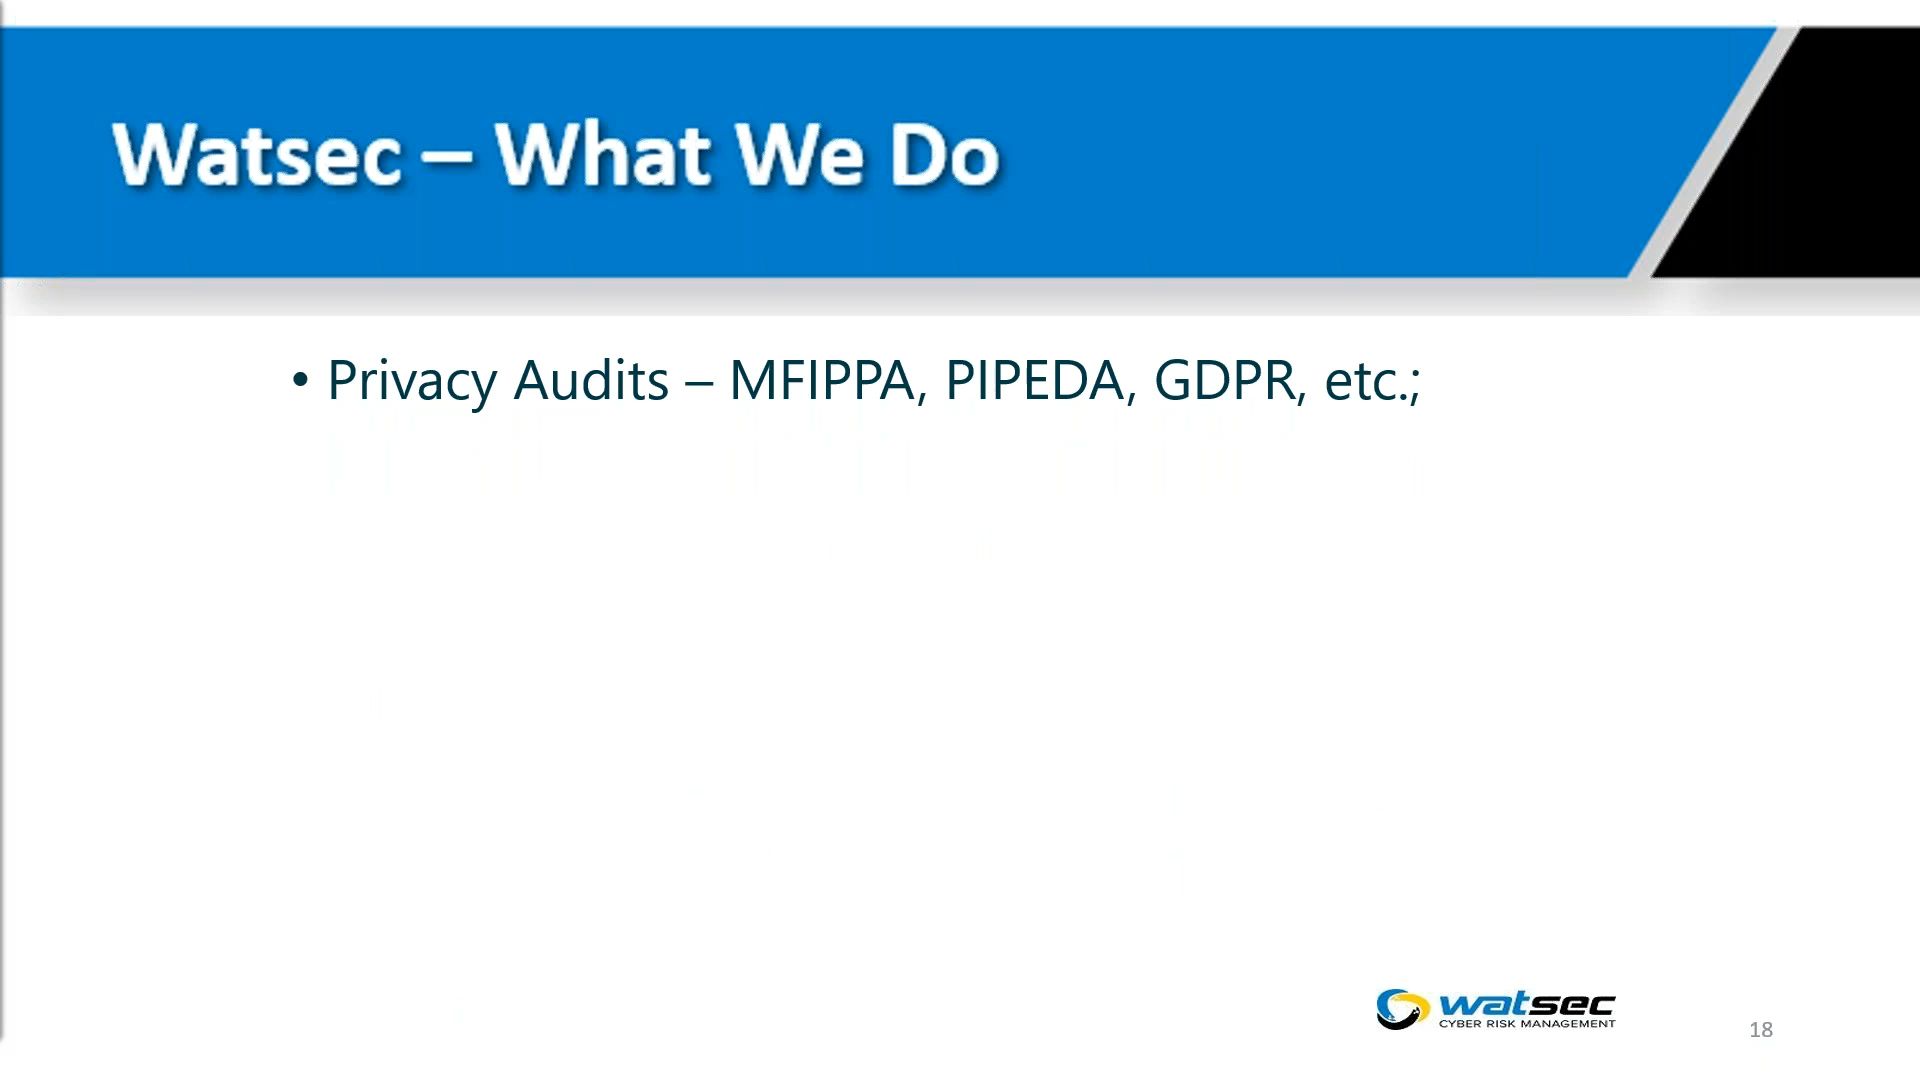 Watsec – What We Do
• Privacy Audits – MFIPPA, PIPEDA, GDPR, etc.;
watsec
CYBER RISK MANAGEMENT
18